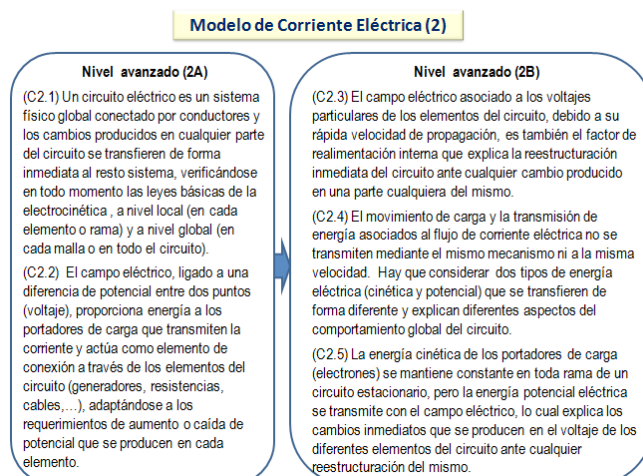 Modelo de Corriente Eléctrica (2)
Nivel avanzado (2A)
(C2.1) Un circuito eléctrico es un sistema
físico global conectado por conductores y
los cambios producidos en cualquier parte
del circuito se transfieren de forma
inmediata al resto sistema, verificándose
en todo momento las leyes básicas de la
electrocinética , a nivel local (en cada
elemento o rama) y a nivel global (en
cada malla o en todo el circuito).
(C2.2) El campo eléctrico, ligado a una
diferencia de potencial entre dos puntos
(voltaje), proporciona energía a los
portadores de carga que transmiten la
corriente y actúa como elemento de
conexión a través de los elementos del
circuito (generadores, resistencias,
cables,...), adaptándose a los
requerimientos de aumento o caída de
potencial que se producen en cada
elemento.
Nivel avanzado (2B)
(C2.3) El campo eléctrico asociado a los voltajes
particulares de los elementos del circuito, debido a su
rápida velocidad de propagación, es también el factor de
realimentación interna que explica la reestructuración
inmediata del circuito ante cualquier cambio producido
en una parte cualquiera del mismo.
(C2.4) El movimiento de carga y la transmisión de
energía asociados al flujo de corriente eléctrica no se
transmiten mediante el mismo mecanismo ni a la misma
velocidad. Hay que considerar dos tipos de energía
eléctrica (cinética y potencial) que se transfieren de
forma diferente y explican diferentes aspectos del
comportamiento global del circuito.
(C2.5) La energía cinética de los portadores de carga
(electrones) se mantiene constante en toda rama de un
circuito estacionario, pero la energía potencial eléctrica
se transmite con el campo eléctrico, lo cual explica los
cambios inmediatos que se producen en el voltaje de los
diferentes elementos del circuito ante cualquier
reestructuración del mismo.